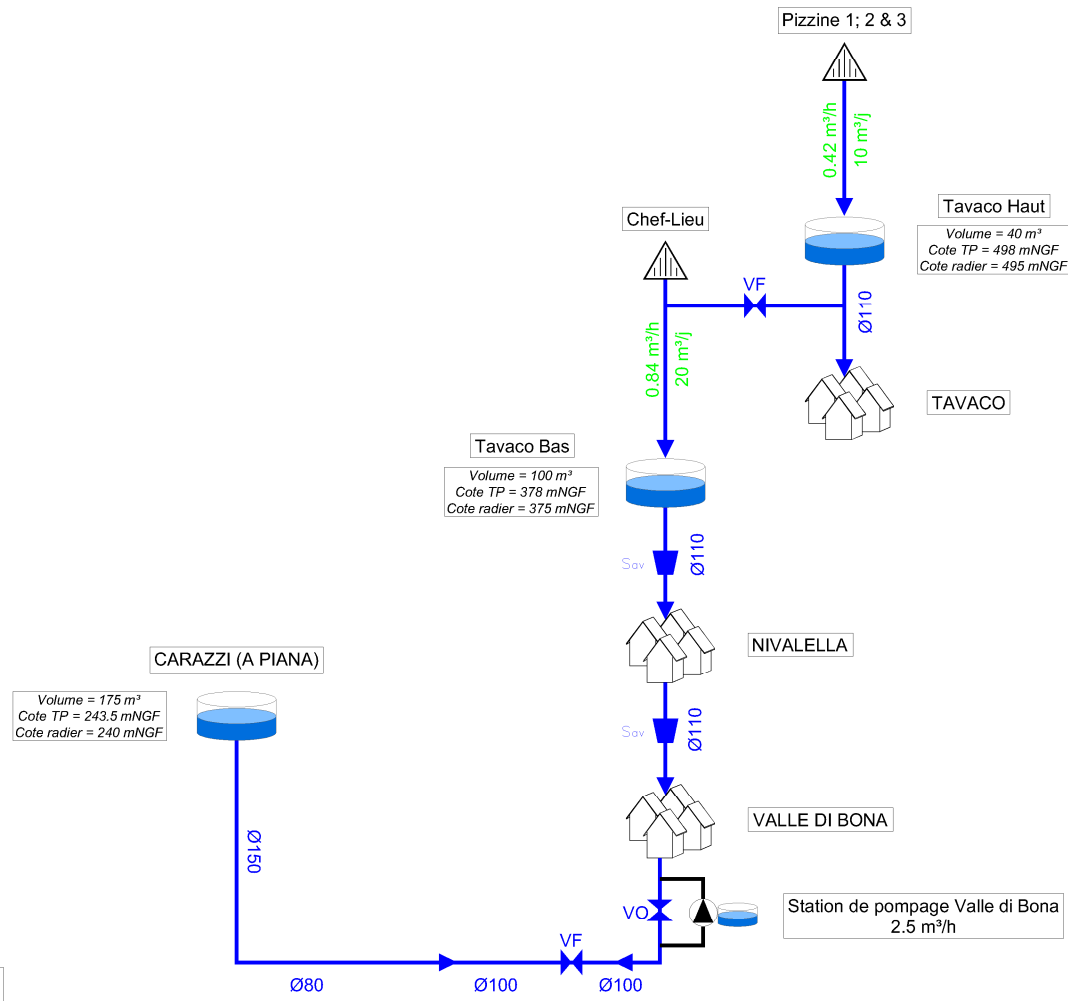 Pizzine 1; 2 & 3
0.42 m³/h
10 m³/j
Tavaco Haut
Volume = 40 m³
Cote TP = 498 mNGF
Cote radier = 495 mNGF
Chef-Lieu
VF
Ø110
0.84 m³/h
20 m³/j
TAVACO
Tavaco Bas
Volume = 100 m³
Cote TP = 378 mNGF
Cote radier = 375 mNGF
Sav
Ø110
NIVALELLA
CARAZZI (A PIANA)
Volume = 175 m³
Cote TP = 243.5 mNGF
Cote radier = 240 mNGF
Sav
Ø110
VALLE DI BONA
Ø150
VO
Station de pompage Valle di Bona
2.5 m³/h
VF
Ø80
Ø100
Ø100